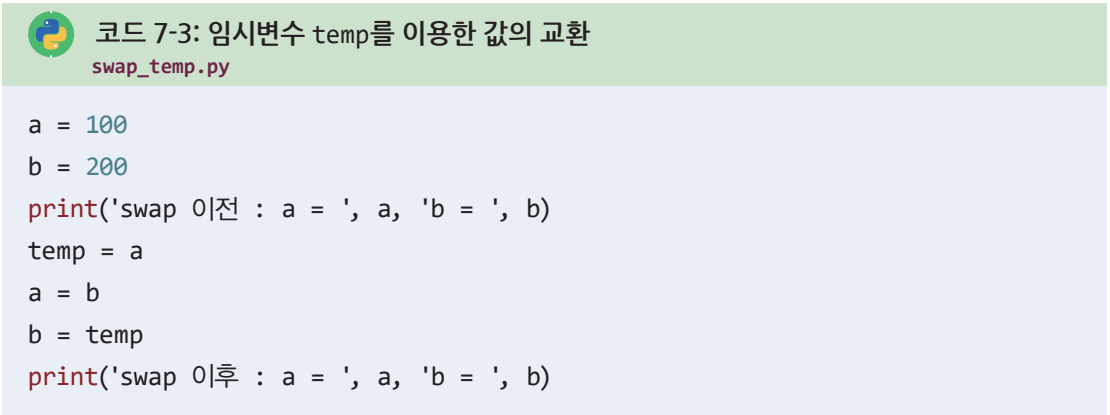 코드 7-3: 임시변수 temp를 이용한 값의 교환
swap_temp.py
a = 100
b = 200
print('swap 이전 : a = ', a, 'b = ', b)
temp = a
a = b
b = temp
print('swap 이후 : a = ', a, 'b = ', b)